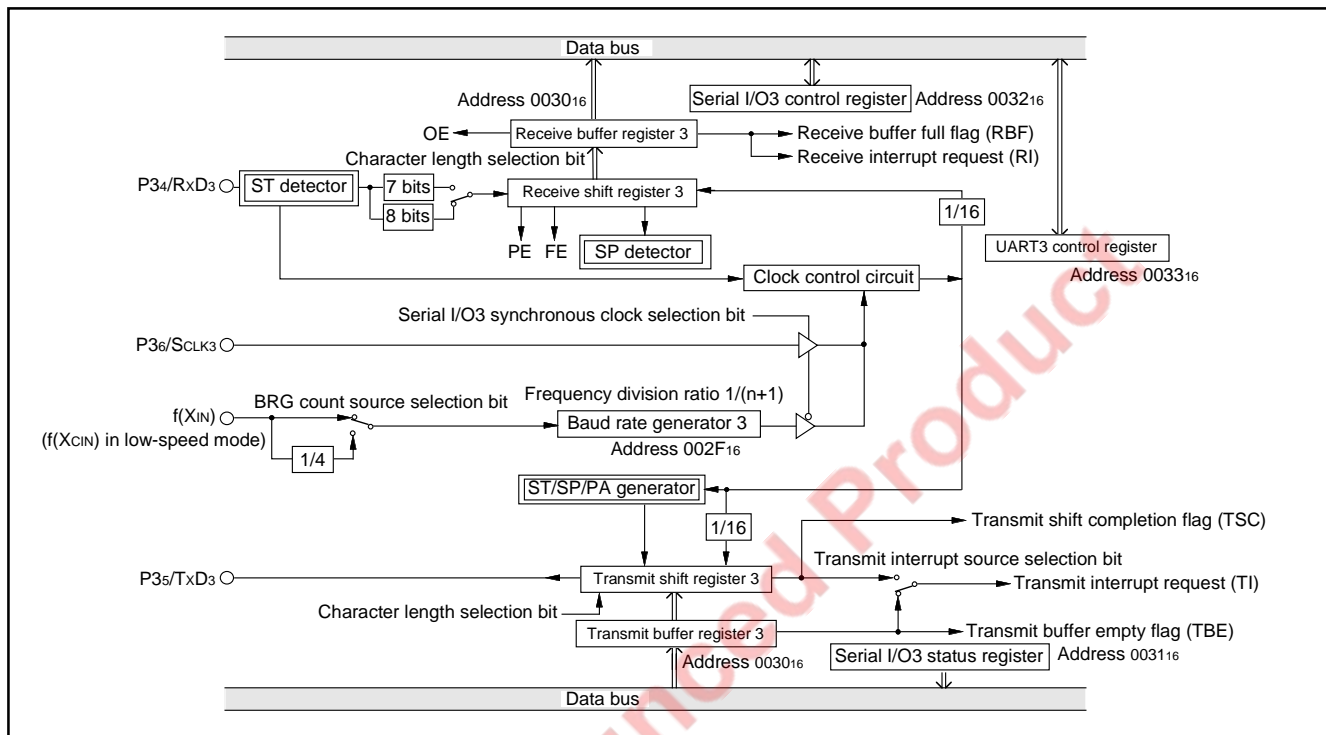 Data bus
Address 003016
Serial I/O3 control register Address 003216
OE Receive buffer register 3 Receive buffer full flag (RBF)
Character length selection bit Receive interrupt request (RI)
P34/RXD3 ST detector 7 bits Receive shift register 3
8 bits 1/16
PE FE SP detector UART3 control register
Clock control circuit Address 003316
Serial I/O3 synchronous clock selection bit
P36/SCLK3
BRG count source selection bit Frequency division ratio 1/(n+1)
f(XIN) Baud rate generator 3
(f(XCIN) in low-speed mode) Address 002F16
1/4
ST/SP/PA generator
1/16 Transmit shift completion flag (TSC)
Transmit interrupt source selection bit
P35/TXD3 Transmit shift register 3 Transmit interrupt request (TI)
Character length selection bit
Transmit buffer register 3 Transmit buffer empty flag (TBE)
Address 003016 Serial I/O3 status register Address 003116
Data bus
nced Product